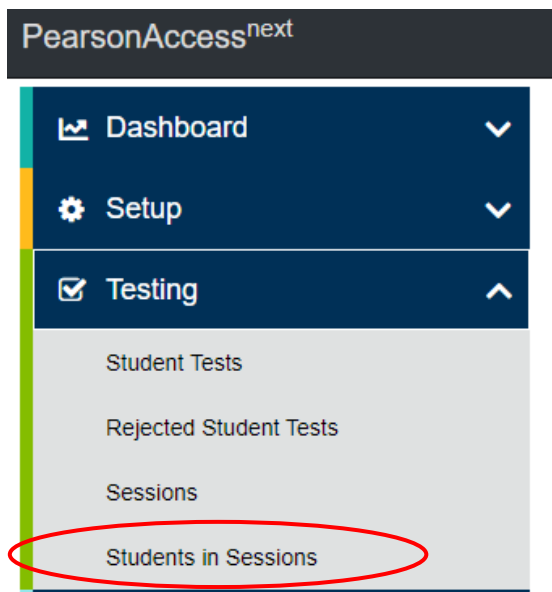 PearsonAccessnext
Dashboard
Setup
Testing
Student Tests
Rejected Student Tests
Sessions
Students in Sessions